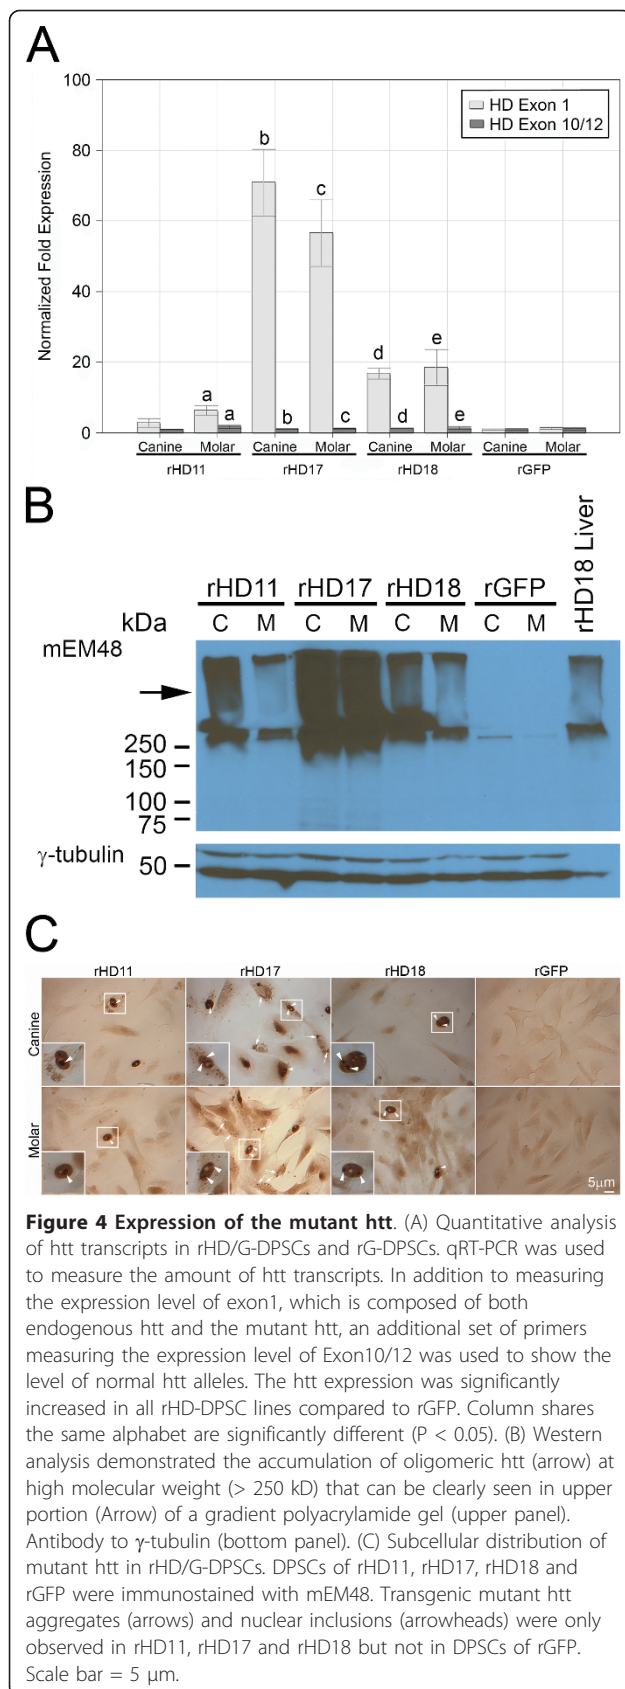 A
100
80
60
40
20
0
Normalized Fold Expression
HD Exon 1
HD Exon 10/12
b
c
a
a
b
c
d
d
e
e
Canine Molar Canine Molar Canine Molar Canine Molar
rHD11 rHD17 rHD18 rGFP
B
rHD11 rHD17 rHD18 rGFP rHD18 Liver
kDa C M C M C M C M
mEM48
250
150
100
75
γ-tubulin
50
C
rHD11 rHD17 rHD18 rGFP
Canine
Molar
5μm
Figure 4 Expression of the mutant htt. (A) Quantitative analysis
of htt transcripts in rHD/G-DPSCs and rG-DPSCs. qRT-PCR was used
to measure the amount of htt transcripts. In addition to measuring
the expression level of exon1, which is composed of both
endogenous htt and the mutant htt, an additional set of primers
measuring the expression level of Exon10/12 was used to show the
level of normal htt alleles. The htt expression was significantly
increased in all rHD-DPSC lines compared to rGFP. Column shares
the same alphabet are significantly different (P < 0.05). (B) Western
analysis demonstrated the accumulation of oligomeric htt (arrow) at
high molecular weight (> 250 kD) that can be clearly seen in upper
portion (Arrow) of a gradient polyacrylamide gel (upper panel).
Antibody to γ-tubulin (bottom panel). (C) Subcellular distribution of
mutant htt in rHD/G-DPSCs. DPSCs of rHD11, rHD17, rHD18 and
rGFP were immunostained with mEM48. Transgenic mutant htt
aggregates (arrows) and nuclear inclusions (arrowheads) were only
observed in rHD11, rHD17 and rHD18 but not in DPSCs of rGFP.
Scale bar = 5 μm.